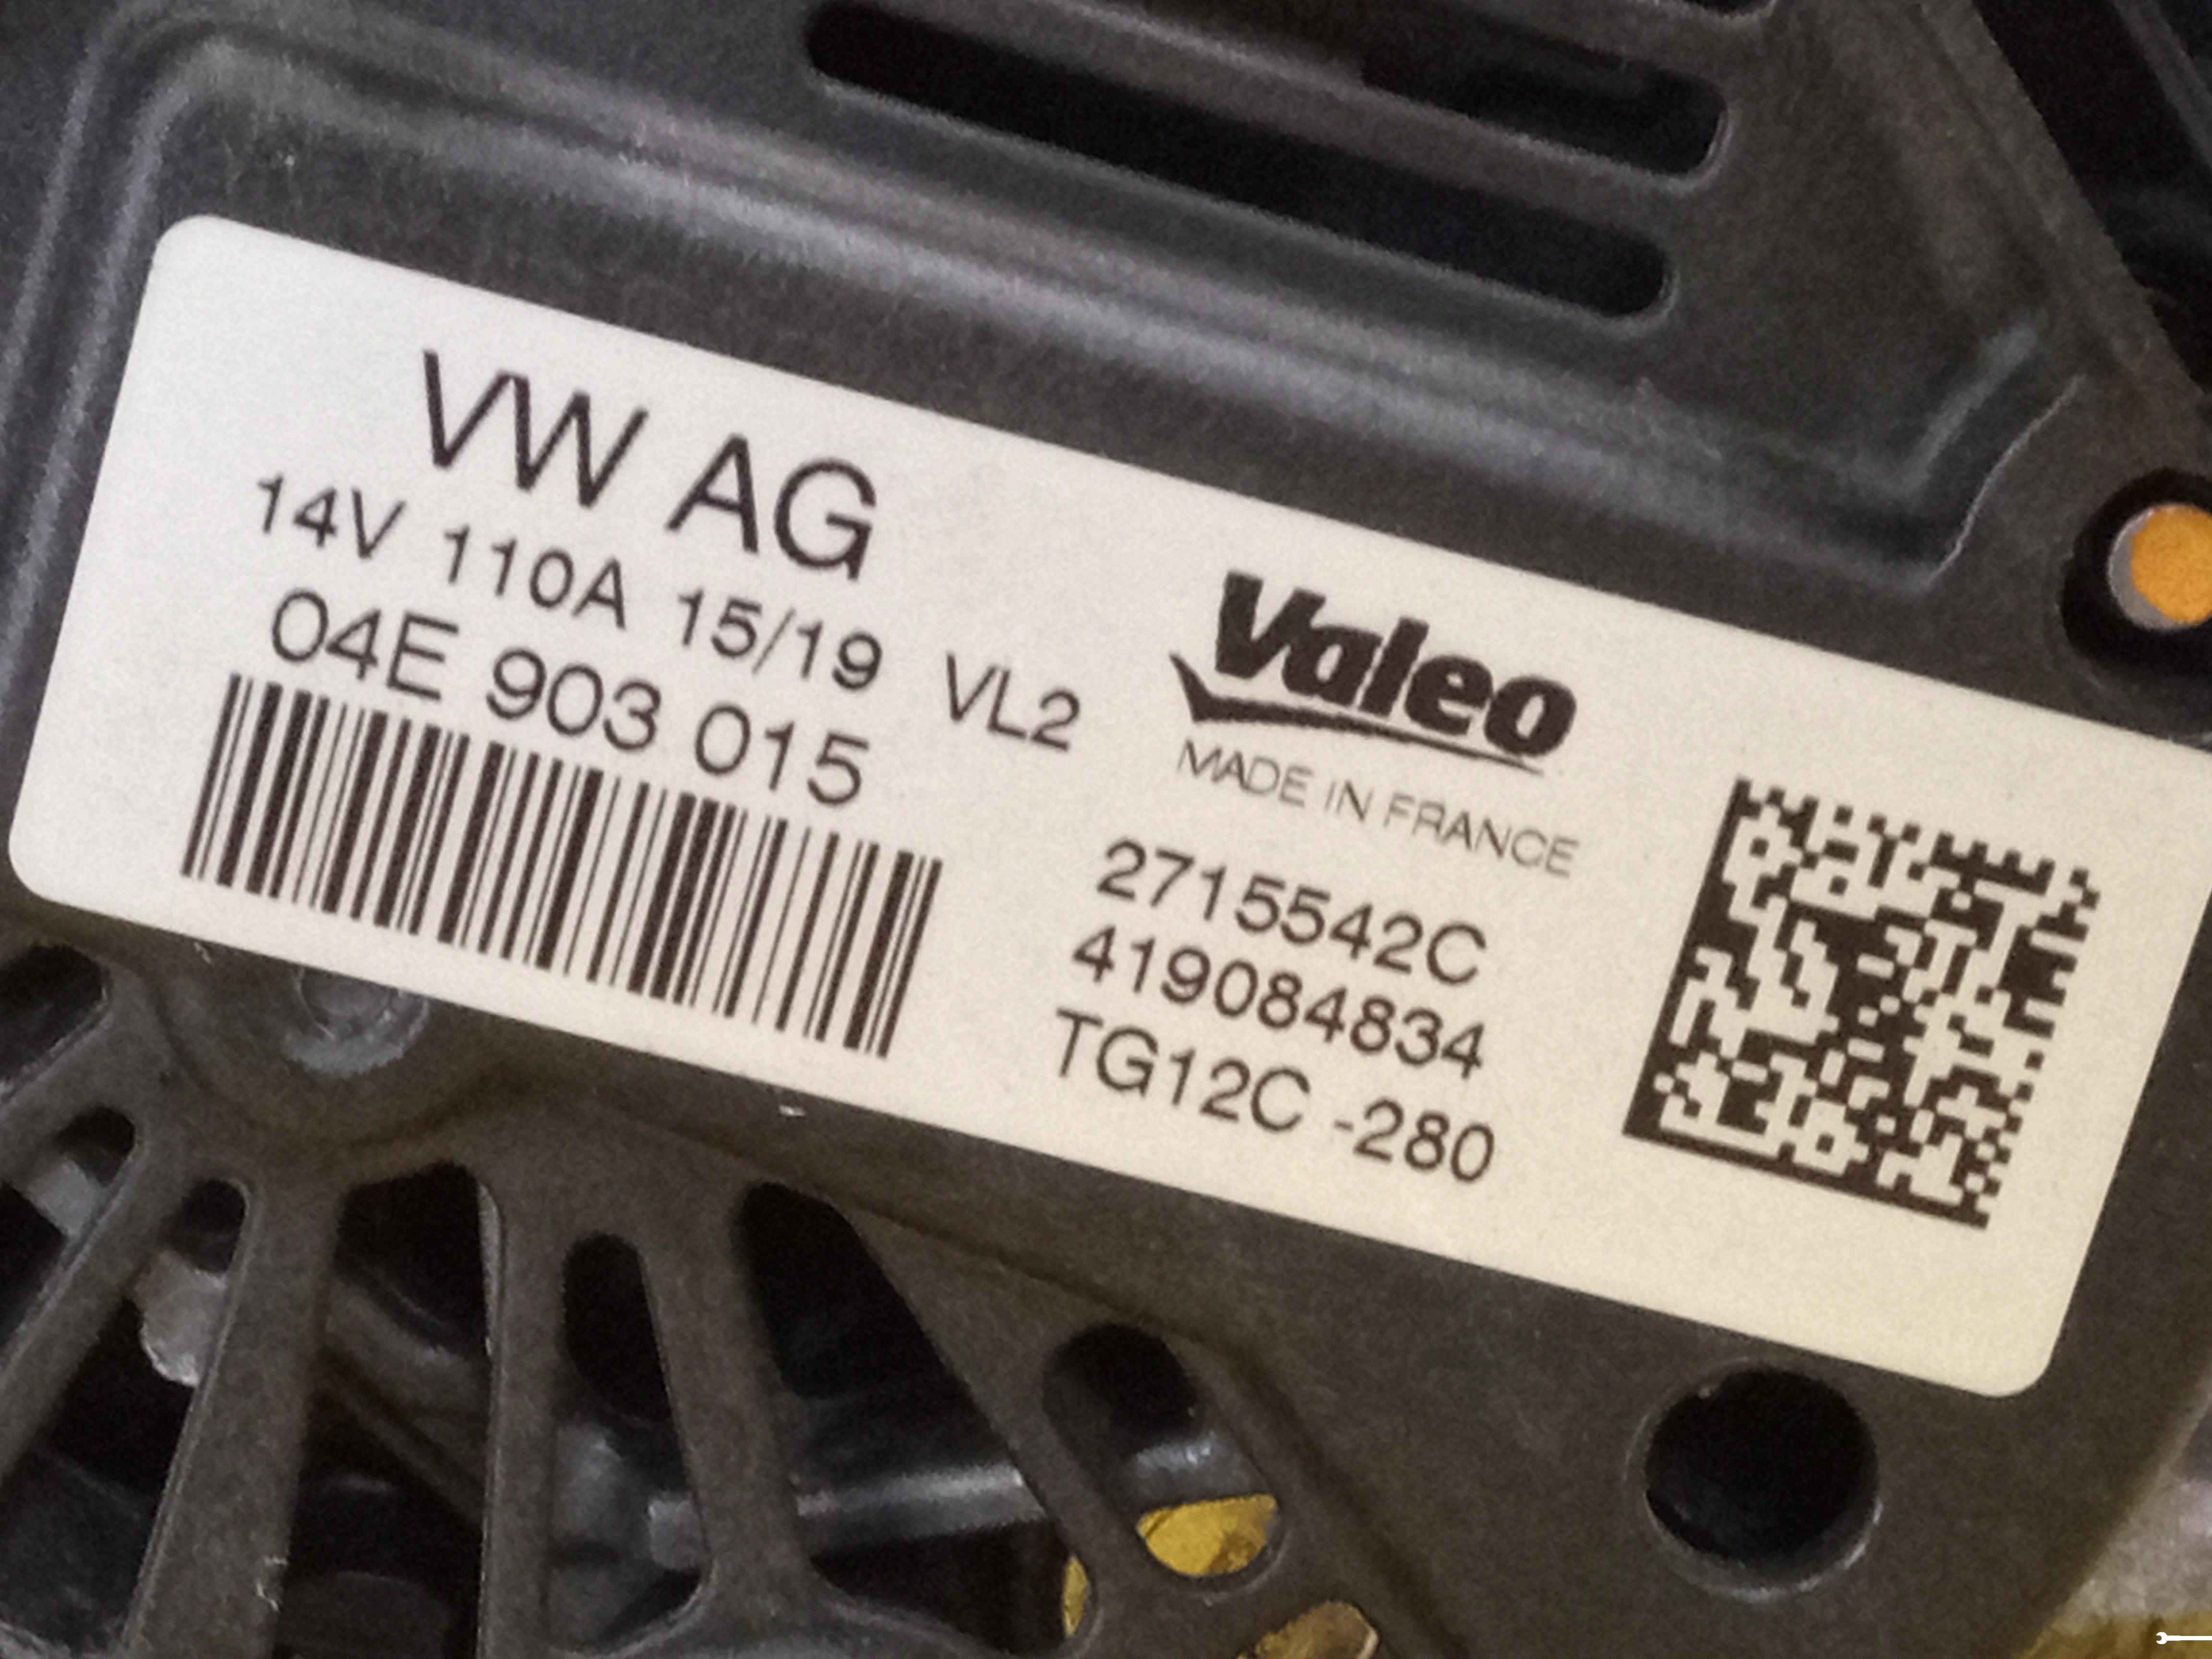 VW AG
14V 110A 15/19 VL2
04E 903 015
Valeo
MADE IN FRANCE
2715542C
419084834
TG12C -280